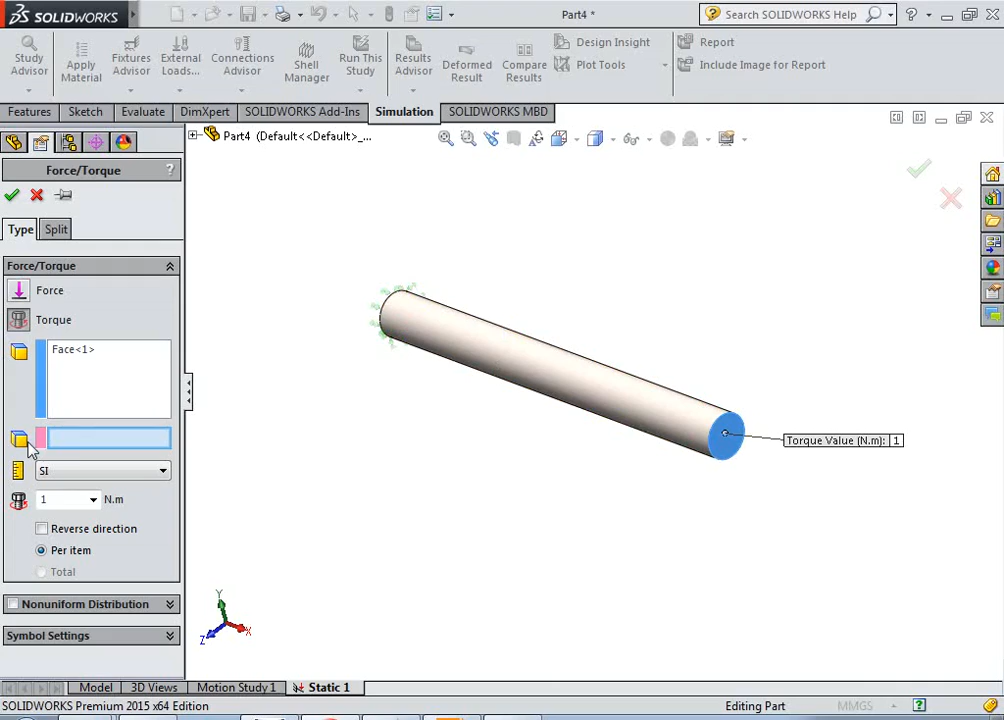 SOLIDWORKS
Part4 *
Search SOLIDWORKS Help
Study Advisor
Apply Material
Fixtures Advisor
External Loads...
Connections Advisor
Shell Manager
Run This Study
Results Advisor
Deformed Result
Compare Results
Design Insight
Plot Tools
Report
Include Image for Report
Features
Sketch
Evaluate
DimXpert
SOLIDWORKS Add-Ins
Simulation
SOLIDWORKS MBD
Part4 (Default<<Default>_...
Force/Torque
?
Type
Split
Force/Torque
Force
Torque
Face<1>
SI
1
N.m
Reverse direction
Per item
Total
Nonuniform Distribution
Symbol Settings
Torque Value (N.m): 1
Y
Z
X
Model
3D Views
Motion Study 1
Static 1
SOLIDWORKS Premium 2015 x64 Edition
Editing Part
MMGS